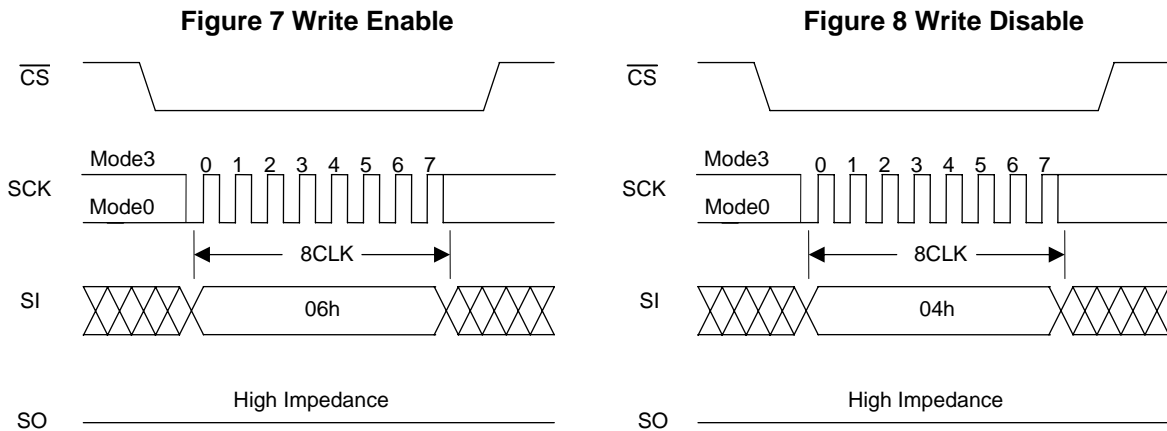 Figure 7 Write Enable
CS
Mode3
0 1 2 3 4 5 6 7
SCK
Mode0
8CLK
SI
06h
High Impedance
SO
Figure 8 Write Disable
CS
Mode3
0 1 2 3 4 5 6 7
SCK
Mode0
8CLK
SI
04h
High Impedance
SO